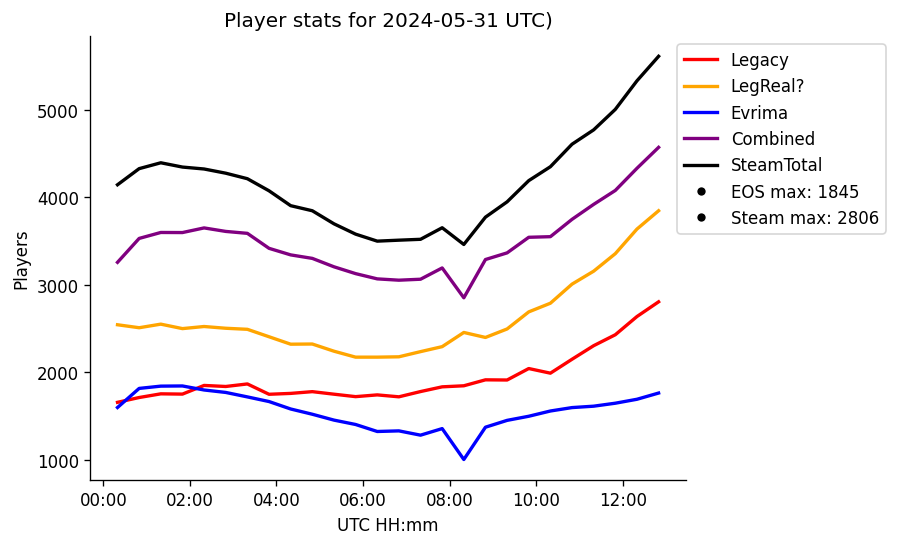 Player stats for 2024-05-31 UTC)
Legacy
LegReal?
Evrima
Combined
SteamTotal
EOS max: 1845
Steam max: 2806
Players
5000
4000
3000
2000
1000
00:00 02:00 04:00 06:00 08:00 10:00 12:00
UTC HH:mm